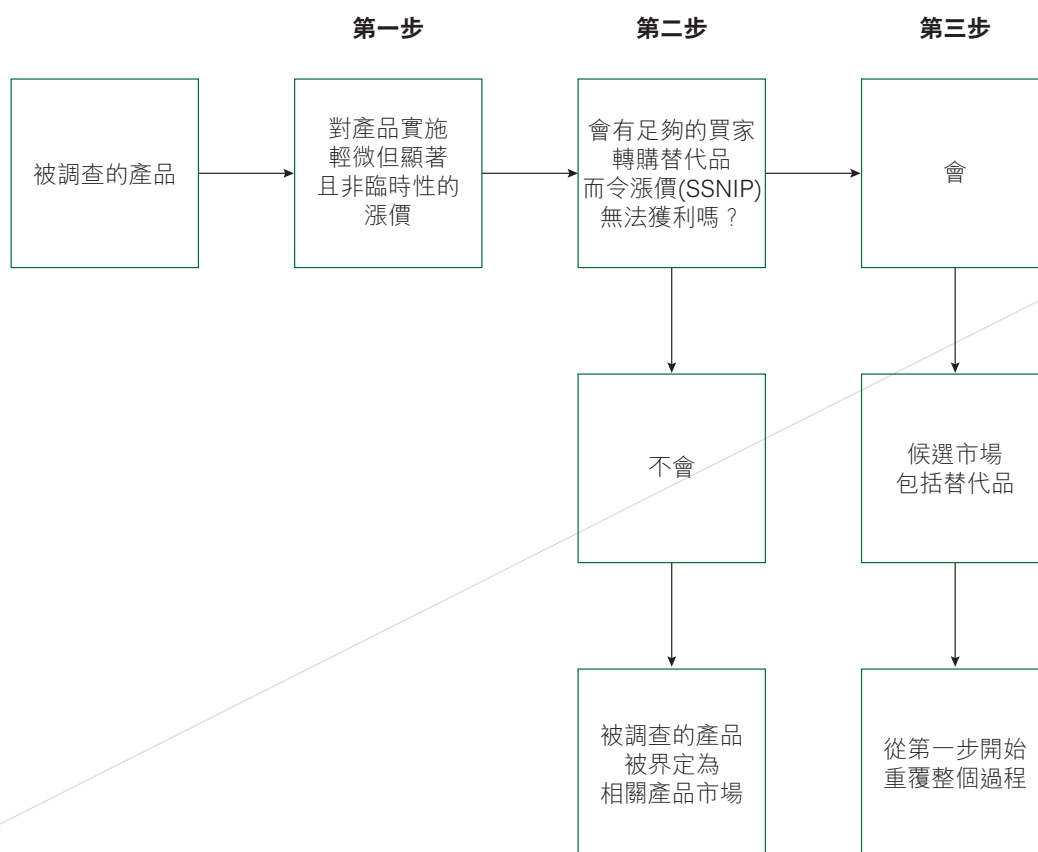 第一步
第二步
第三步
被調查的產品
對產品實施
輕微但顯著
且非臨時性的
漲價
會有足夠的買家
轉購替代品
而令漲價(SSNIP)
無法獲利嗎？
會
不會
候選市場
包括替代品
被調查的產品
被界定為
相關產品市場
從第一步開始
重覆整個過程